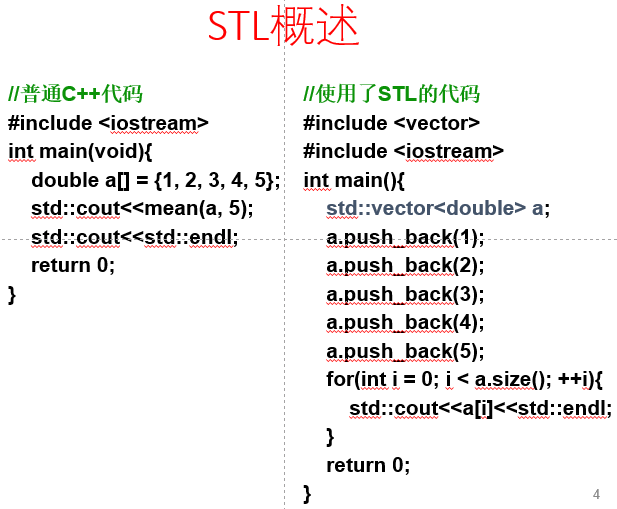 STL概述
//普通C++代码
#include <iostream>
int main(void){
double a[] = {1, 2, 3, 4, 5};
std::cout<<mean(a, 5);
std::cout<<std::endl;
return 0;
}
//使用了STL的代码
#include <vector>
#include <iostream>
int main(){
std::vector<double> a;
a.push_back(1);
a.push_back(2);
a.push_back(3);
a.push_back(4);
a.push_back(5);
for(int i = 0; i < a.size(); ++i){
std::cout<<a[i]<<std::endl;
}
return 0;
}
4